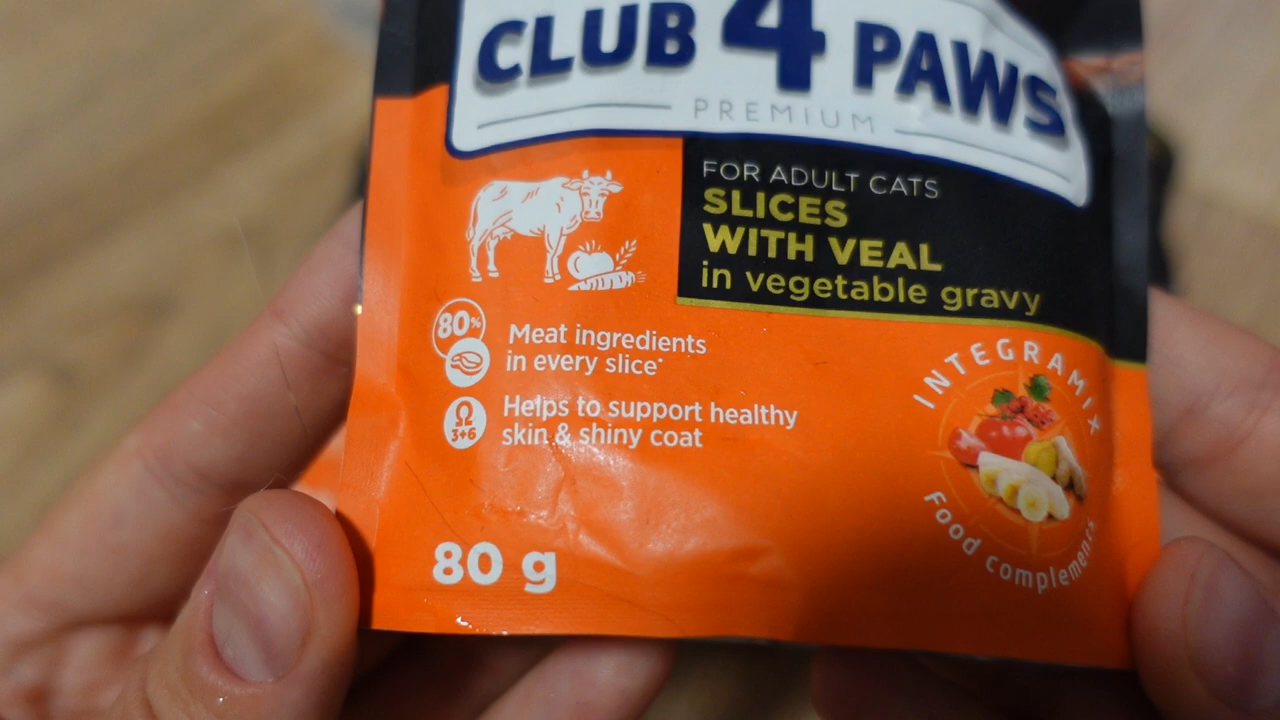 CLUB 4 PAWS
PREMIUM
FOR ADULT CATS
SLICES
WITH VEAL
in vegetable gravy
80%
Meat ingredients
in every slice*
Ω
3+6
Helps to support healthy
skin & shiny coat
INTEGRAMIX
Food complements
80 g